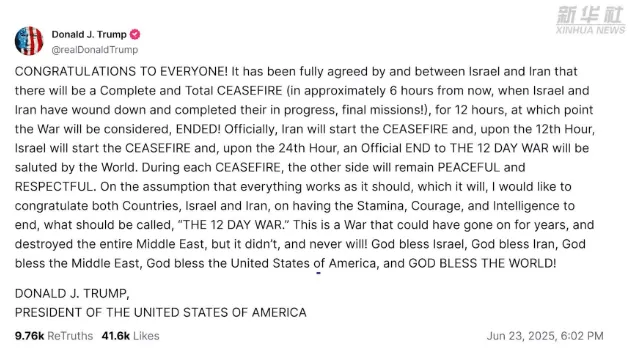 新华社
XINHUA NEWS
Donald J. Trump
@realDonaldTrump
CONGRATULATIONS TO EVERYONE! It has been fully agreed by and between Israel and Iran that
there will be a Complete and Total CEASEFIRE (in approximately 6 hours from now, when Israel and
Iran have wound down and completed their in progress, final missions!), for 12 hours, at which point
the War will be considered, ENDED! Officially, Iran will start the CEASEFIRE and, upon the 12th Hour,
Israel will start the CEASEFIRE and, upon the 24th Hour, an Official END to THE 12 DAY WAR will be
saluted by the World. During each CEASEFIRE, the other side will remain PEACEFUL and
RESPECTFUL. On the assumption that everything works as it should, which it will, I would like to
congratulate both Countries, Israel and Iran, on having the Stamina, Courage, and Intelligence to
end, what should be called, “THE 12 DAY WAR.” This is a War that could have gone on for years, and
destroyed the entire Middle East, but it didn’t, and never will! God bless Israel, God bless Iran, God
bless the Middle East, God bless the United States of America, and GOD BLESS THE WORLD!
DONALD J. TRUMP,
PRESIDENT OF THE UNITED STATES OF AMERICA
9.76k ReTruths 41.6k Likes Jun 23, 2025, 6:02 PM